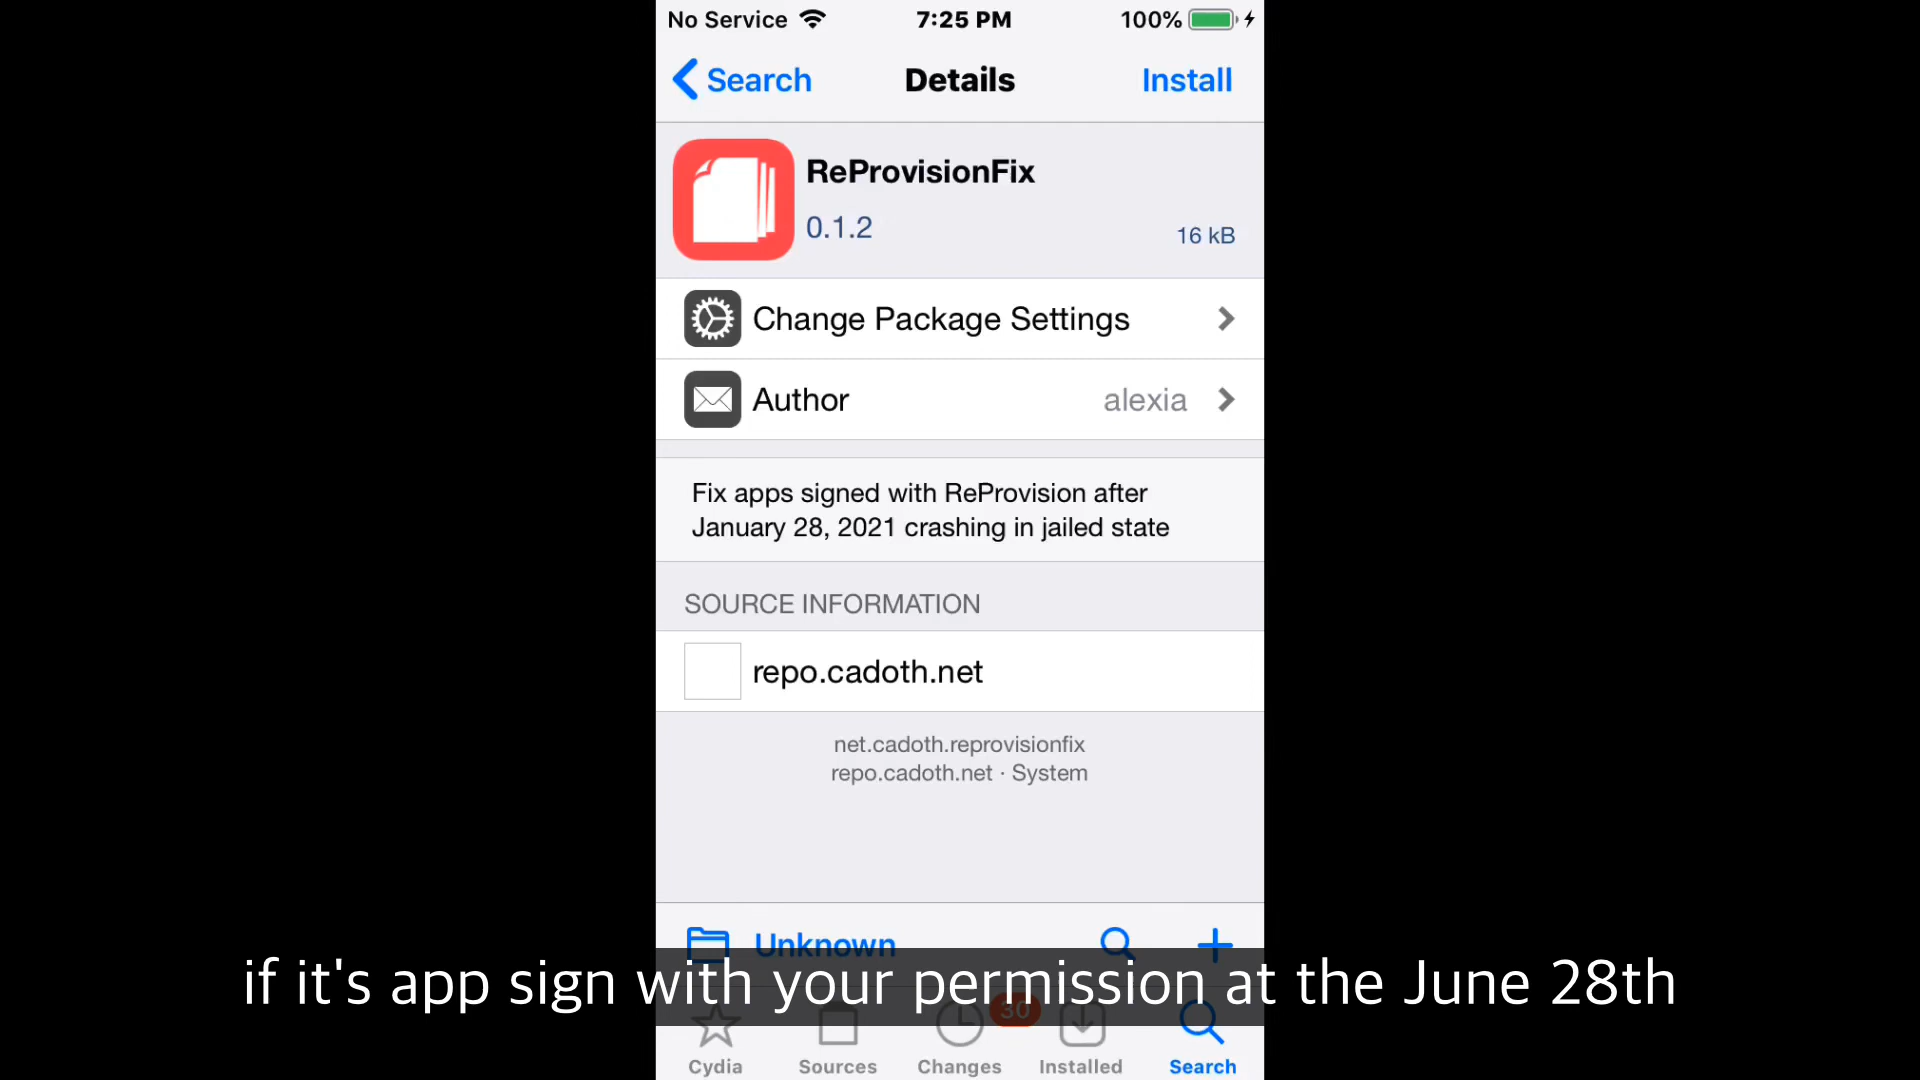 No Service 7:25 PM 100%
Search Details Install
ReProvisionFix
0.1.2
16 kB
Change Package Settings
Author alexia
Fix apps signed with ReProvision after
January 28, 2021 crashing in jailed state
SOURCE INFORMATION
repo.cadoth.net
net.cadoth.reprovisionfix
repo.cadoth.net · System
Unknown
if it's app sign with your permission at the June 28th
30
Cydia Sources Changes Installed Search